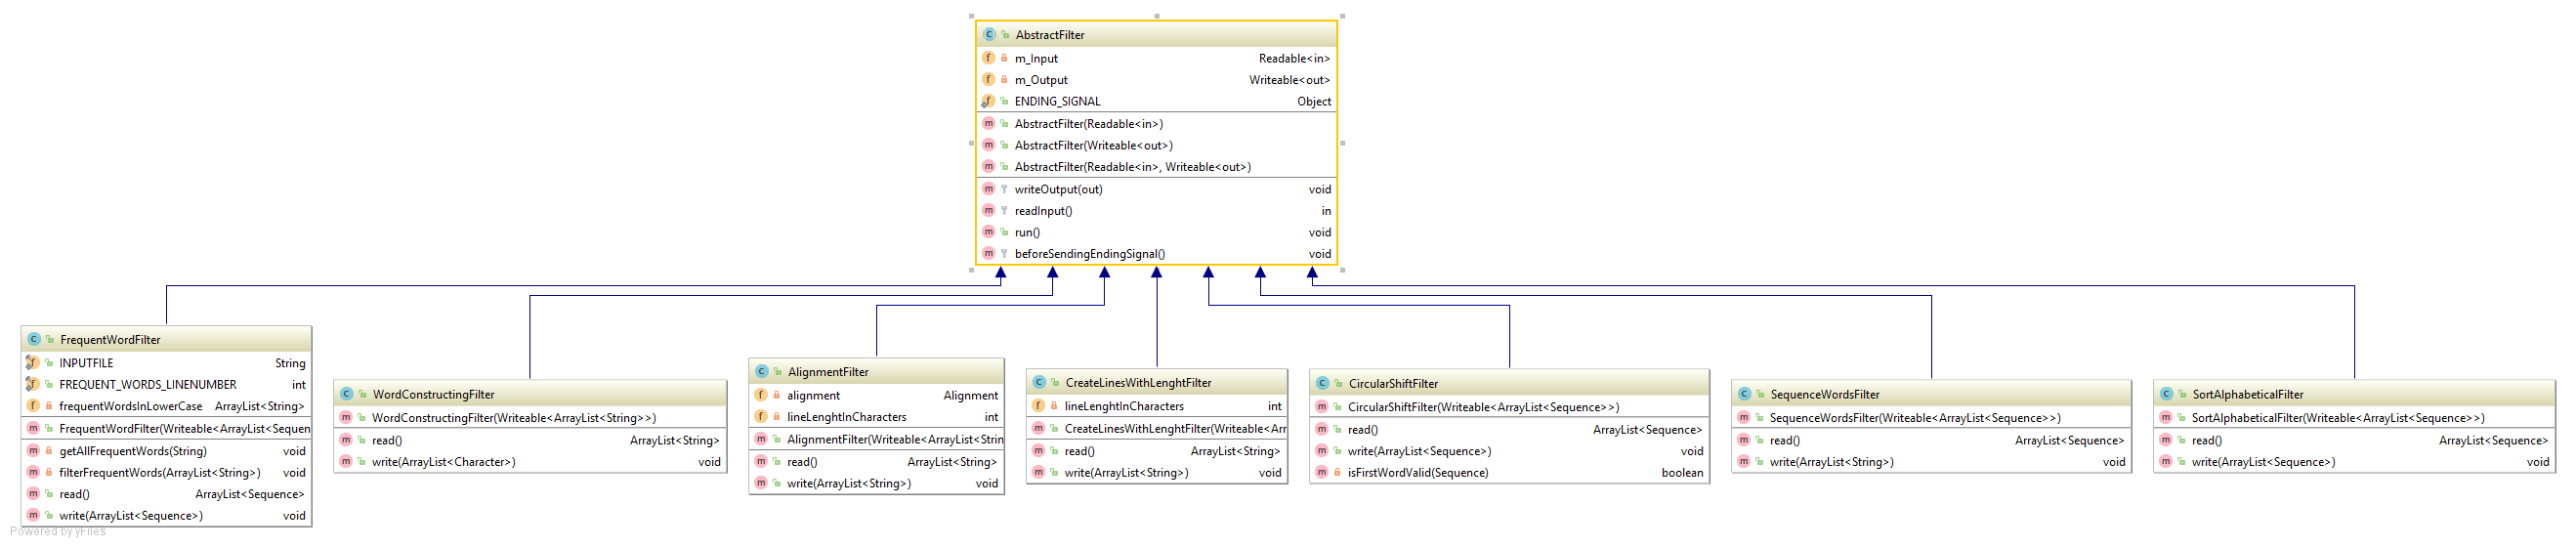 AbstractFilter
m_Input Readable<in>
m_Output Writeable<out>
ENDING_SIGNAL Object
AbstractFilter(Readable<in>)
AbstractFilter(Writeable<out>)
AbstractFilter(Readable<in>, Writeable<out>)
writeOutput(out) void
readInput() in
run() void
beforeSendingEndingSignal() void
FrequentWordFilter
INPUTFILE String
FREQUENT_WORDS_LINENUMBER int
frequentWordsInLowerCase ArrayList<String>
FrequentWordFilter(Writeable<ArrayList<Sequen
getAllFrequentWords(String) void
filterFrequentWords(ArrayList<String>) void
read() ArrayList<Sequence>
write(ArrayList<Sequence>) void
WordConstructingFilter
WordConstructingFilter(Writeable<ArrayList<String>>)
read() ArrayList<String>
write(ArrayList<Character>) void
AlignmentFilter
alignment Alignment
lineLenghtInCharacters int
AlignmentFilter(Writeable<ArrayList<Strin
read() ArrayList<String>
write(ArrayList<String>) void
CreateLinesWithLenghtFilter
lineLenghtInCharacters int
CreateLinesWithLenghtFilter(Writeable<Arr
read() ArrayList<String>
write(ArrayList<String>) void
CircularShiftFilter
CircularShiftFilter(Writeable<ArrayList<Sequence>>)
read() ArrayList<Sequence>
write(ArrayList<Sequence>) void
isFirstWordValid(Sequence) boolean
SequenceWordsFilter
SequenceWordsFilter(Writeable<ArrayList<Sequence>>)
read() ArrayList<Sequence>
write(ArrayList<String>) void
SortAlphabeticalFilter
SortAlphabeticalFilter(Writeable<ArrayList<Sequence>>)
read() ArrayList<Sequence>
write(ArrayList<Sequence>) void
Powered by yFiles